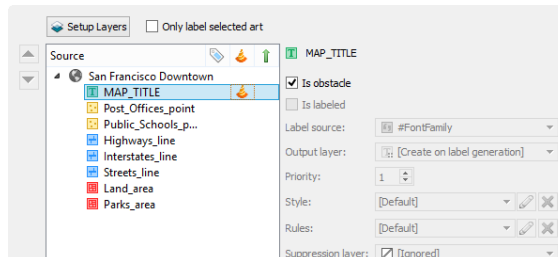 Setup Layers Only label selected art
Source
San Francisco Downtown
MAP_TITLE
Post_Offices_point
Public_Schools_p...
Highways_line
Interstates_line
Streets_line
Land_area
Parks_area
MAP_TITLE
Is obstacle
Is labeled
Label source: #FontFamily
Output layer: [Create on label generation]
Priority: 1
Style: [Default]
Rules: [Default]
Suppression layer: [Ignored]